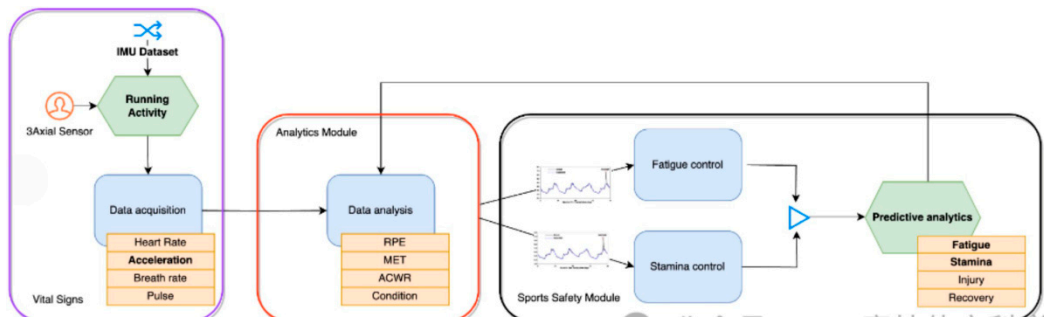 IMU Dataset
Running
Activity
3Axial Sensor
Data acquisition
Heart Rate
Acceleration
Breath rate
Pulse
Vital Signs
Analytics Module
Data analysis
RPE
MET
ACWR
Condition
Fatigue control
Stamina control
Sports Safety Module
Predictive analytics
Fatigue
Stamina
Injury
Recovery